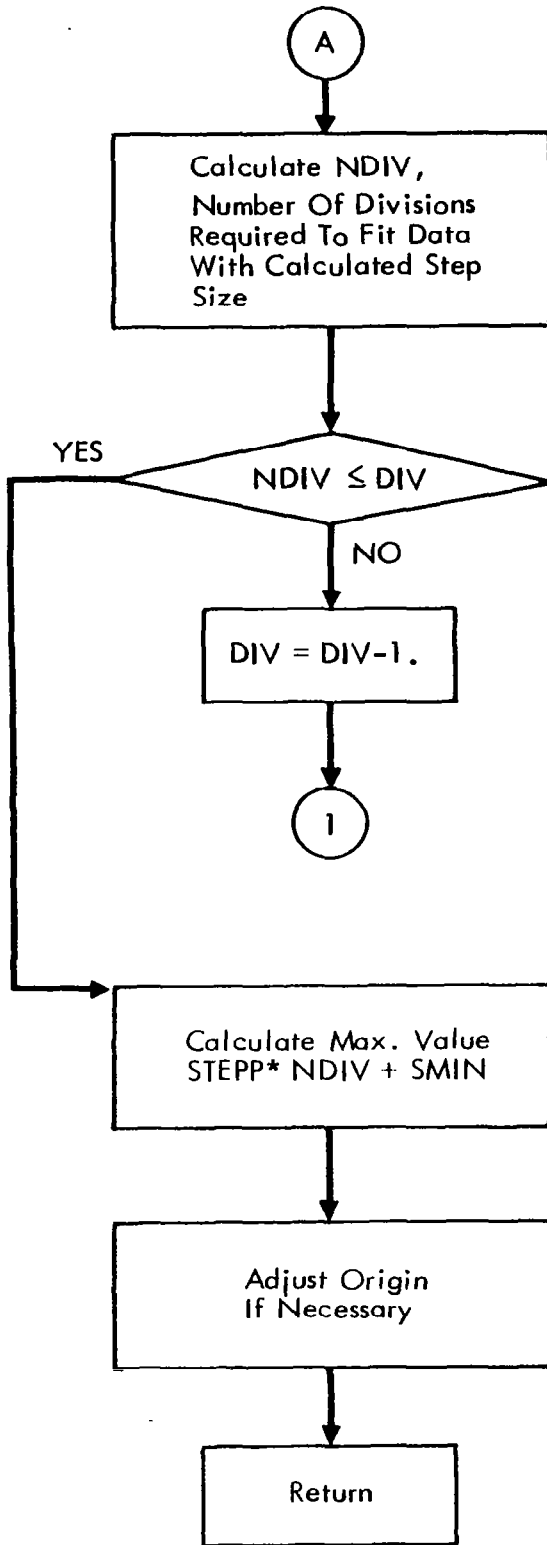 A
Calculate NDIV,
Number Of Divisions
Required To Fit Data
With Calculated Step
Size
YES
NDIV ≤ DIV
NO
DIV = DIV-1.
1
Calculate Max. Value
STEPP* NDIV + SMIN
Adjust Origin
If Necessary
Return